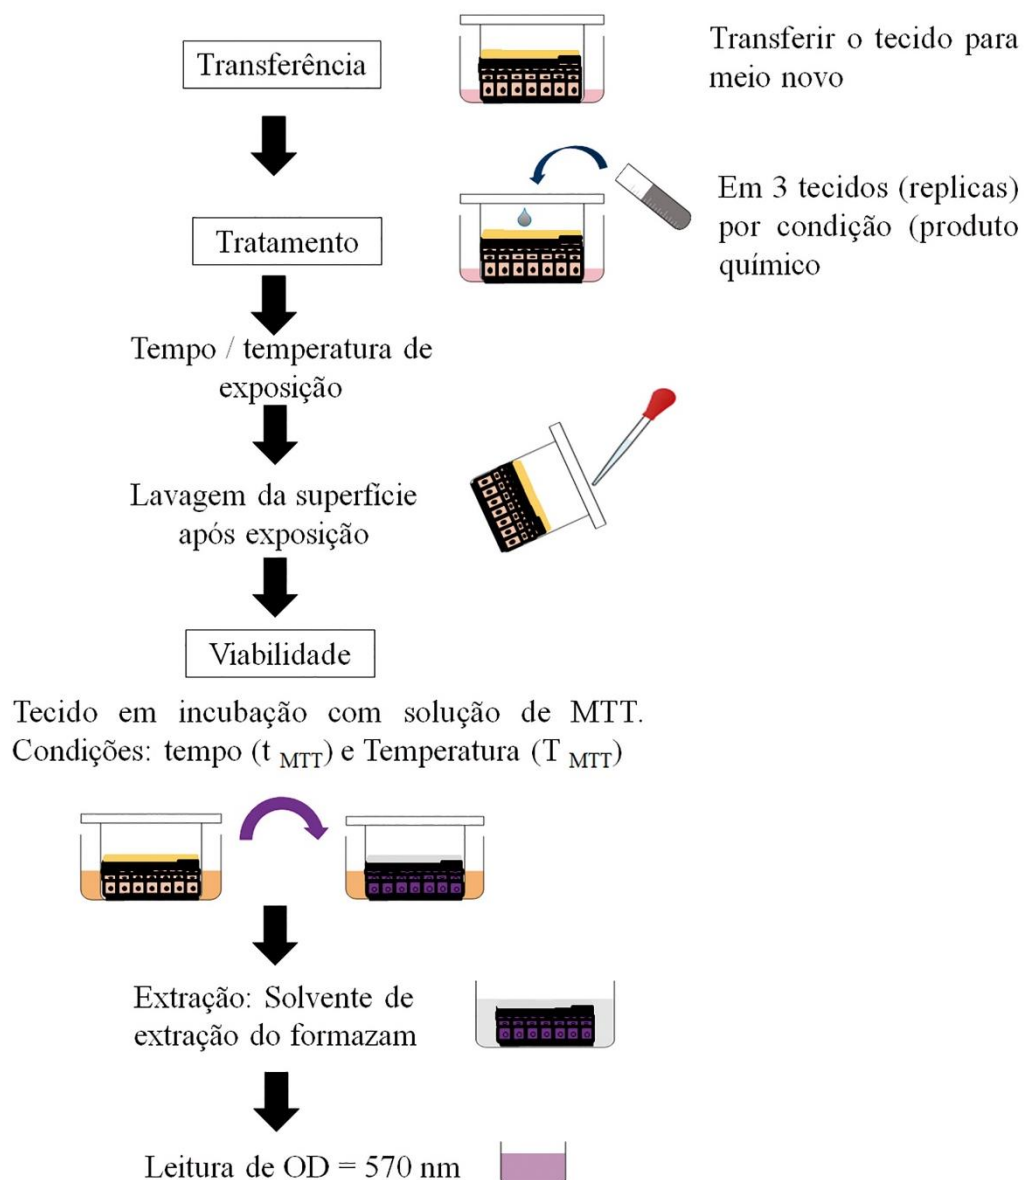 Transferência
Transferir o tecido para
meio novo
Em 3 tecidos (replicas)
por condição (produto
químico
Tratamento
Tempo / temperatura de
exposição
Lavagem da superfície
após exposição
Viabilidade
Tecido em incubação com solução de MTT.
Condições: tempo (t MTT) e Temperatura (T MTT)
Extração: Solvente de
extração do formazam
Leitura de OD = 570 nm